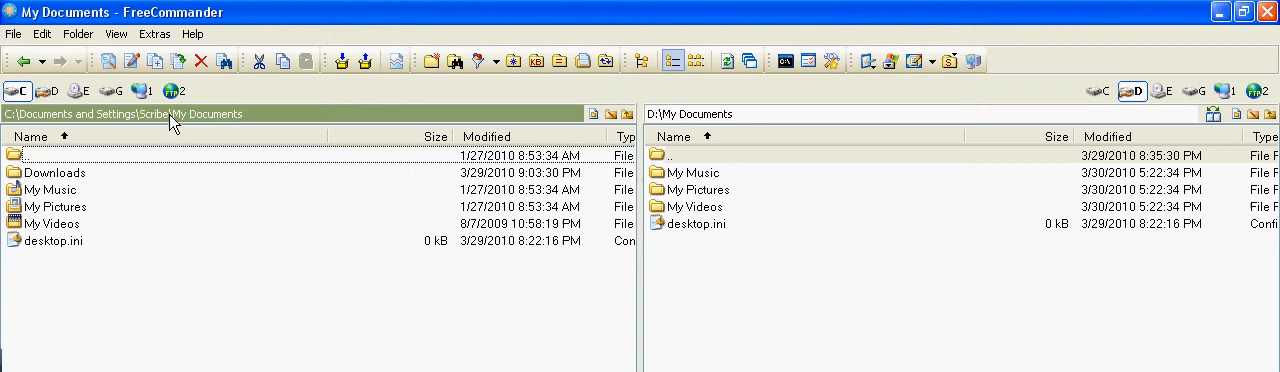 My Documents - FreeCommander
File Edit Folder View Extras Help
C D E G 1 2 C D E G 1 2
C:\Documents and Settings\Scribe\My Documents D:\My Documents
Name Size Modified Typ Name Size Modified Type
.. 1/27/2010 8:53:34 AM File .. 3/29/2010 8:35:30 PM File F
Downloads 3/29/2010 9:03:30 PM File My Music 3/30/2010 5:22:34 PM File F
My Music 1/27/2010 8:53:34 AM File My Pictures 3/30/2010 5:22:34 PM File F
My Pictures 1/27/2010 8:53:34 AM File My Videos 3/30/2010 5:22:34 PM File F
My Videos 8/7/2009 10:58:19 PM File desktop.ini 0 kB 3/29/2010 8:22:16 PM Confi
desktop.ini 0 kB 3/29/2010 8:22:16 PM Con